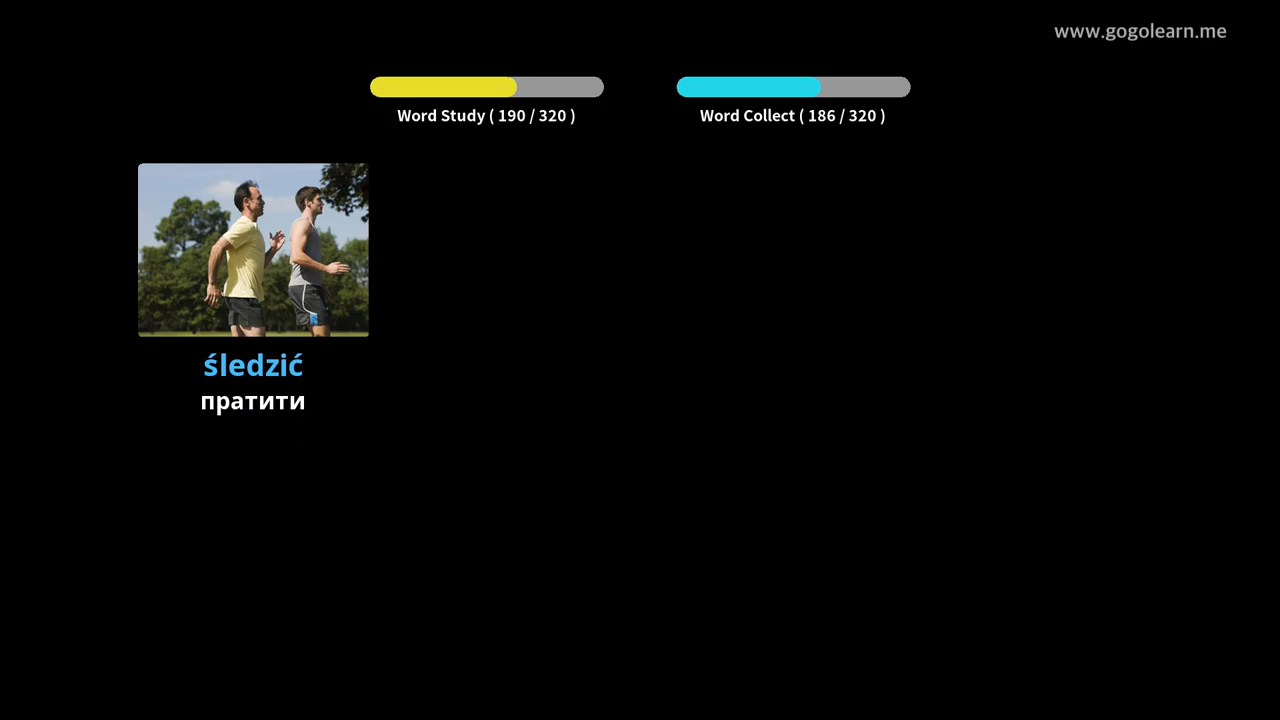 www.gogolearn.me
Word Study ( 190 / 320 )
Word Collect ( 186 / 320 )
śledzić
пратити